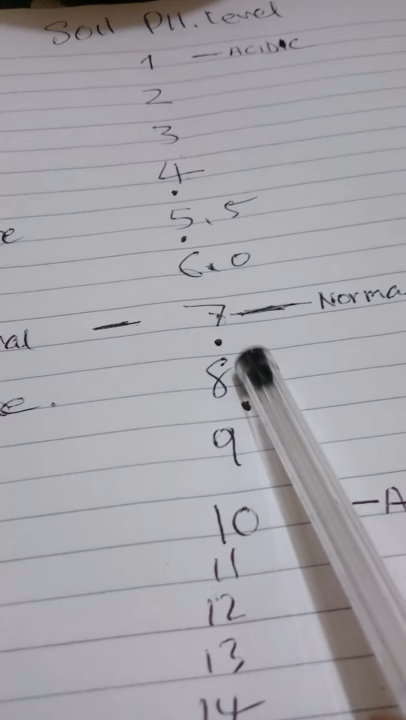 Soil PH. Level
1 — ACIDIC
2
3
4
5.5
6.0
7 — Norma
8
9
10 — A
11
12
13
14